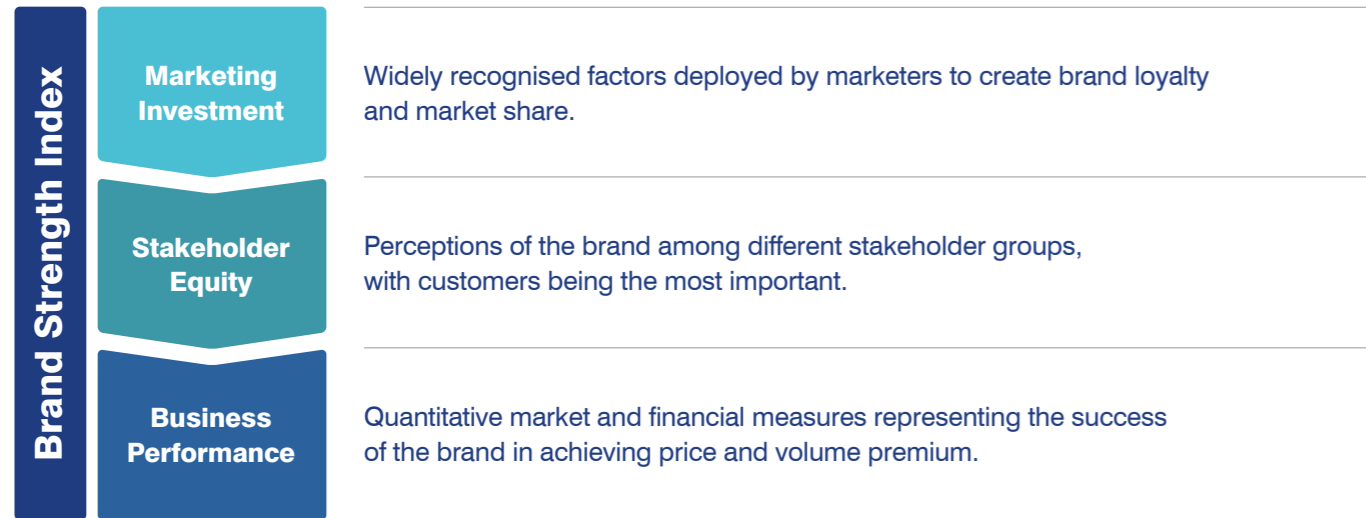 Brand Strength Index
Marketing
Investment
Widely recognised factors deployed by marketers to create brand loyalty
and market share.
Stakeholder
Equity
Perceptions of the brand among different stakeholder groups,
with customers being the most important.
Business
Performance
Quantitative market and financial measures representing the success
of the brand in achieving price and volume premium.